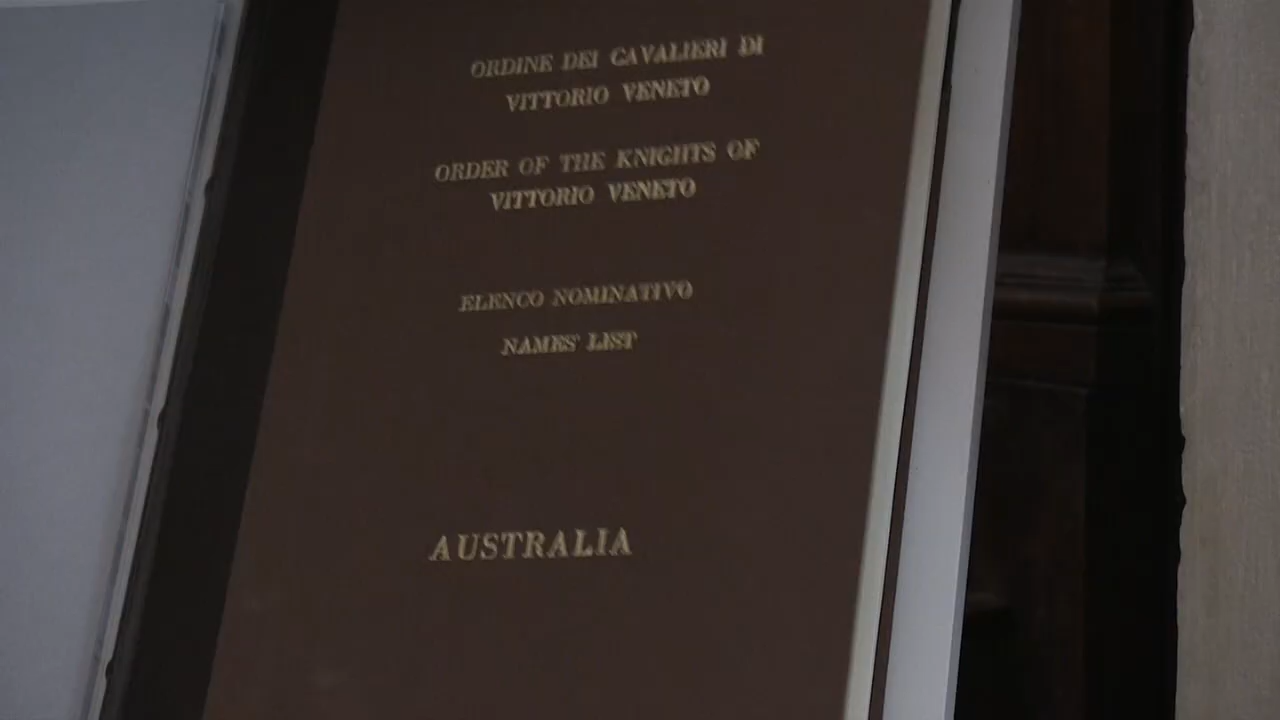 ORDINE DEI CAVALIERI DI
VITTORIO VENETO
ORDER OF THE KNIGHTS OF
VITTORIO VENETO
ELENCO NOMINATIVO
NAMES' LIST
AUSTRALIA